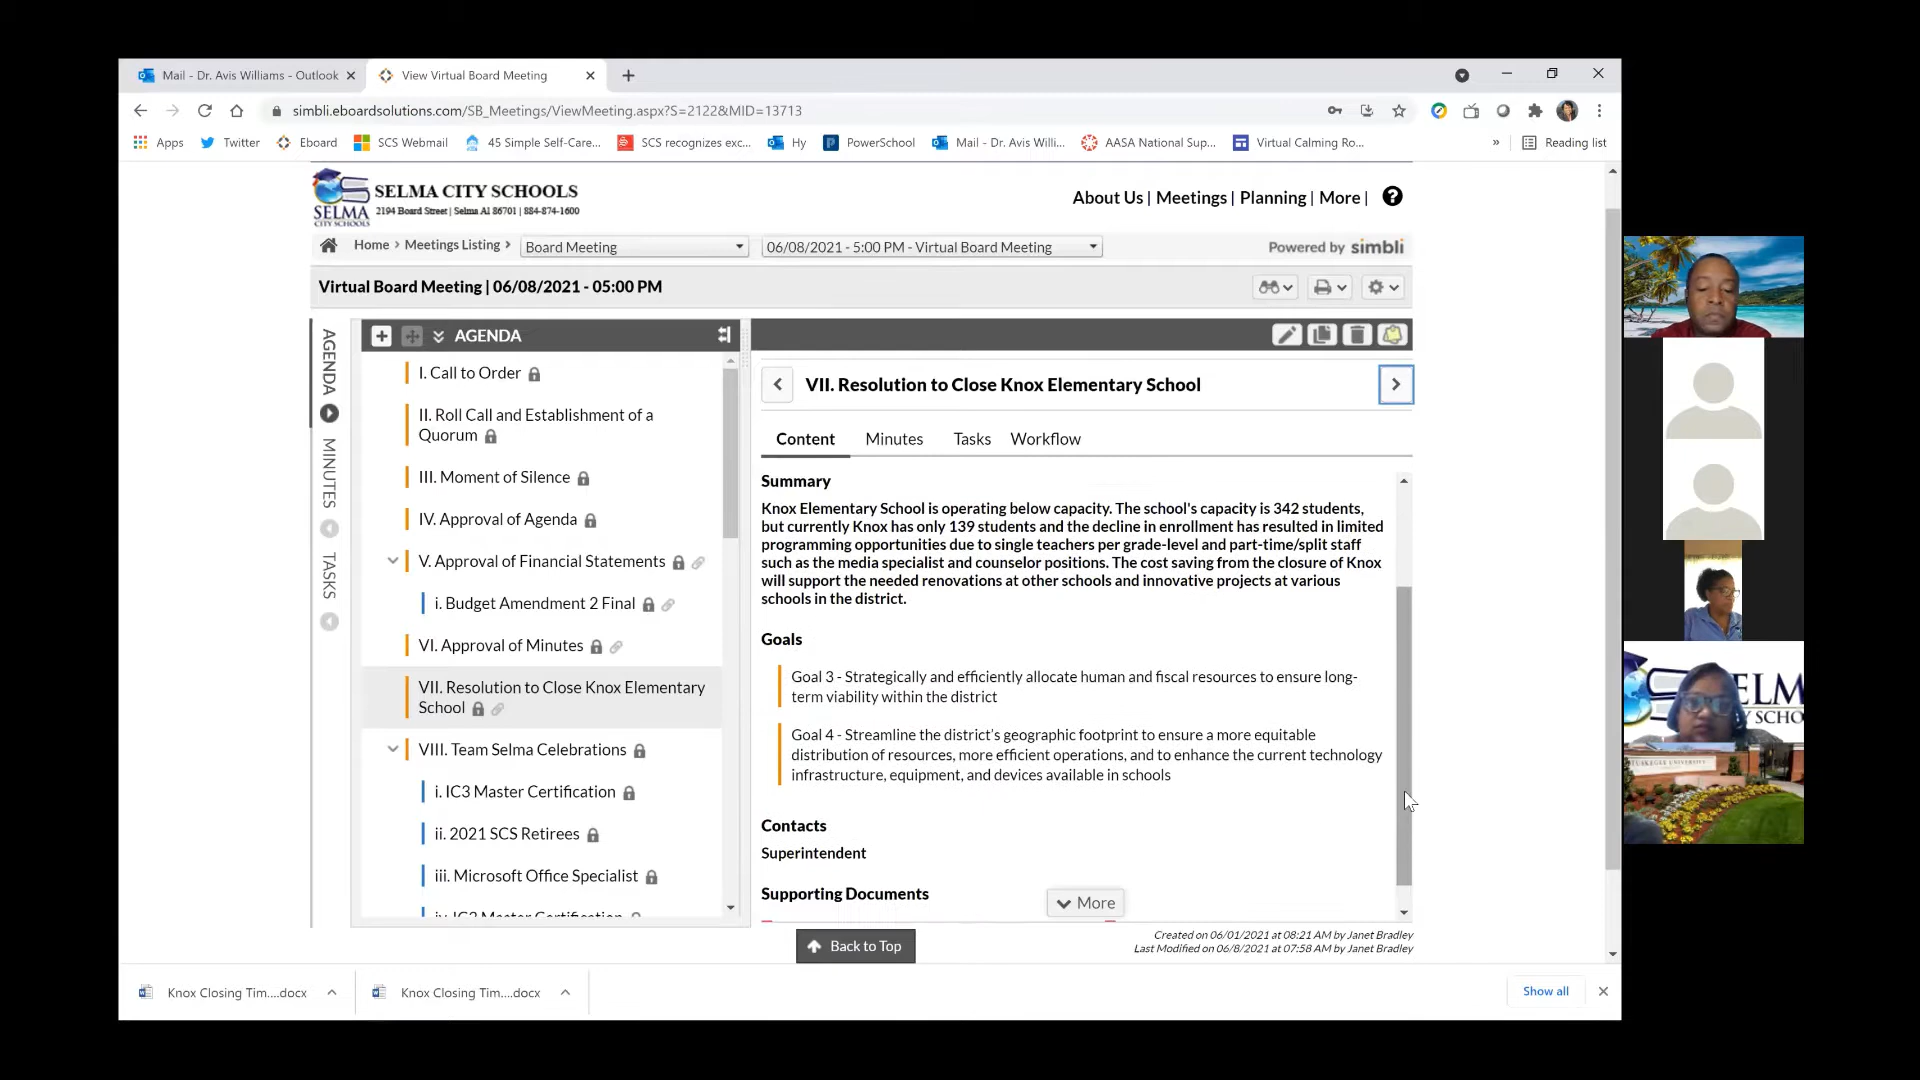 Mail - Dr. Avis Williams - Outlook
View Virtual Board Meeting
simbli.eboardsolutions.com/SB_Meetings/ViewMeeting.aspx?S=2122&MID=13713
Apps
Twitter
Eboard
SCS Webmail
45 Simple Self-Care...
SCS recognizes exc...
Hy
PowerSchool
Mail - Dr. Avis Willi...
AASA National Sup...
Virtual Calming Ro...
»
Reading list
SELMA
CITY SCHOOLS
SELMA CITY SCHOOLS
2194 Board Street | Selma Al 86701 | 884-874-1600
About Us | Meetings | Planning | More |
Home > Meetings Listing >
Board Meeting
06/08/2021 - 5:00 PM - Virtual Board Meeting
Powered by simbli
Virtual Board Meeting | 06/08/2021 - 05:00 PM
AGENDA
MINUTES
TASKS
AGENDA
I. Call to Order
II. Roll Call and Establishment of a
Quorum
III. Moment of Silence
IV. Approval of Agenda
V. Approval of Financial Statements
i. Budget Amendment 2 Final
VI. Approval of Minutes
VII. Resolution to Close Knox Elementary
School
VIII. Team Selma Celebrations
i. IC3 Master Certification
ii. 2021 SCS Retirees
iii. Microsoft Office Specialist
iv. IC3 Master Certification
VII. Resolution to Close Knox Elementary School
Content
Minutes
Tasks
Workflow
Summary
Knox Elementary School is operating below capacity. The school's capacity is 342 students,
but currently Knox has only 139 students and the decline in enrollment has resulted in limited
programming opportunities due to single teachers per grade-level and part-time/split staff
such as the media specialist and counselor positions. The cost saving from the closure of Knox
will support the needed renovations at other schools and innovative projects at various
schools in the district.
Goals
Goal 3 - Strategically and efficiently allocate human and fiscal resources to ensure long-
term viability within the district
Goal 4 - Streamline the district's geographic footprint to ensure a more equitable
distribution of resources, more efficient operations, and to enhance the current technology
infrastructure, equipment, and devices available in schools
Contacts
Superintendent
Supporting Documents
More
Created on 06/01/2021 at 08:21 AM by Janet Bradley
Last Modified on 06/8/2021 at 07:58 AM by Janet Bradley
Back to Top
Knox Closing Tim....docx
Knox Closing Tim....docx
Show all
ELM
SCHO
TUSKEGEE UNIVERSITY